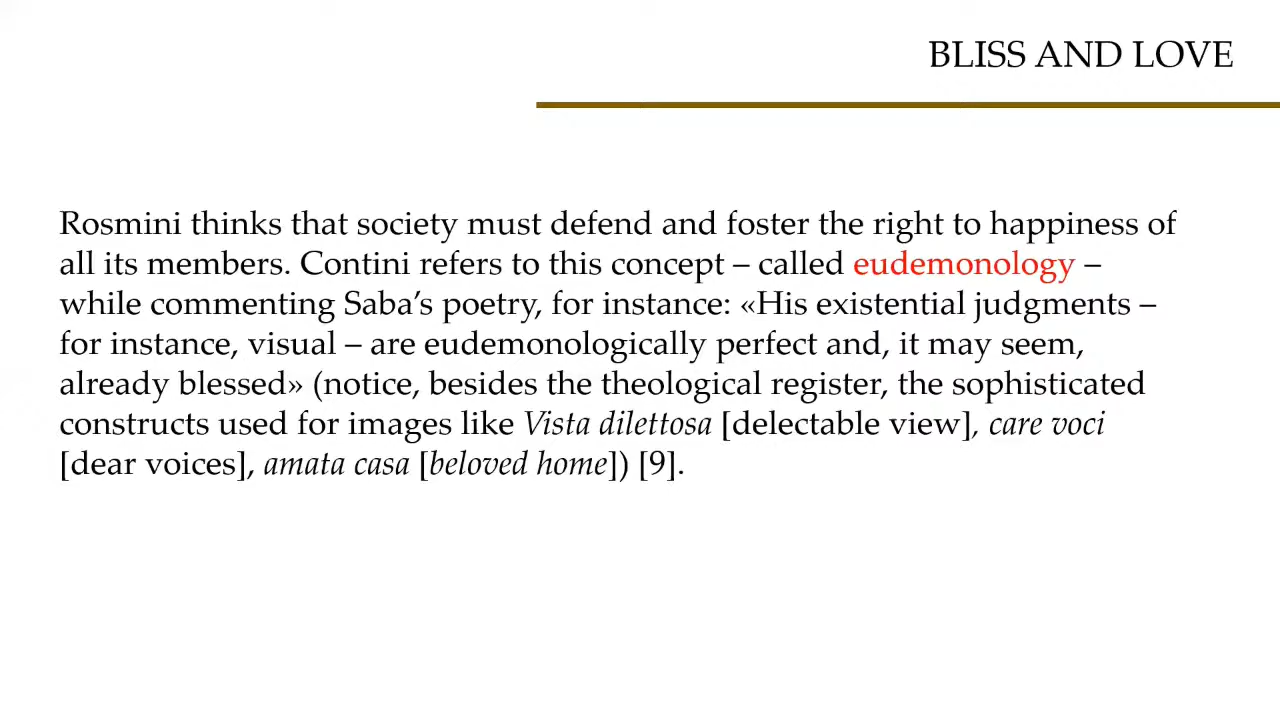 BLISS AND LOVE
Rosmini thinks that society must defend and foster the right to happiness of
all its members. Contini refers to this concept – called eudemonology –
while commenting Saba’s poetry, for instance: «His existential judgments –
for instance, visual – are eudemonologically perfect and, it may seem,
already blessed» (notice, besides the theological register, the sophisticated
constructs used for images like Vista dilettosa [delectable view], care voci
[dear voices], amata casa [beloved home]) [9].